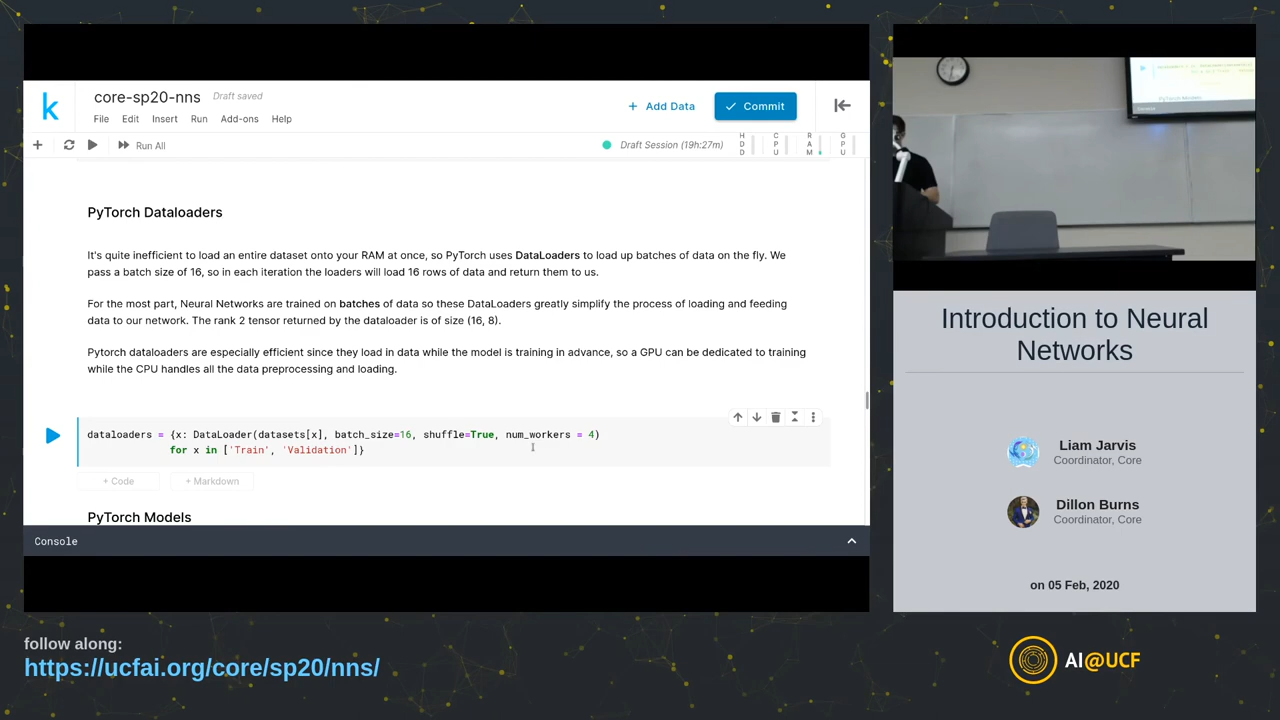 k
core-sp20-nns
Draft saved
File Edit Insert Run Add-ons Help
+ Add Data
Commit
Run All
Draft Session (19h:27m)
HDD CPU RAM GPU
PyTorch Dataloaders
It's quite inefficient to load an entire dataset onto your RAM at once, so PyTorch uses DataLoaders to load up batches of data on the fly. We
pass a batch size of 16, so in each iteration the loaders will load 16 rows of data and return them to us.
For the most part, Neural Networks are trained on batches of data so these DataLoaders greatly simplify the process of loading and feeding
data to our network. The rank 2 tensor returned by the dataloader is of size (16, 8).
Pytorch dataloaders are especially efficient since they load in data while the model is training in advance, so a GPU can be dedicated to training
while the CPU handles all the data preprocessing and loading.
dataloaders = {x: DataLoader(datasets[x], batch_size=16, shuffle=True, num_workers = 4)
for x in ['Train', 'Validation']}
+ Code + Markdown
PyTorch Models
Console
Introduction to Neural
Networks
Liam Jarvis
Coordinator, Core
Dillon Burns
Coordinator, Core
on 05 Feb, 2020
follow along:
https://ucfai.org/core/sp20/nns/
AI@UCF